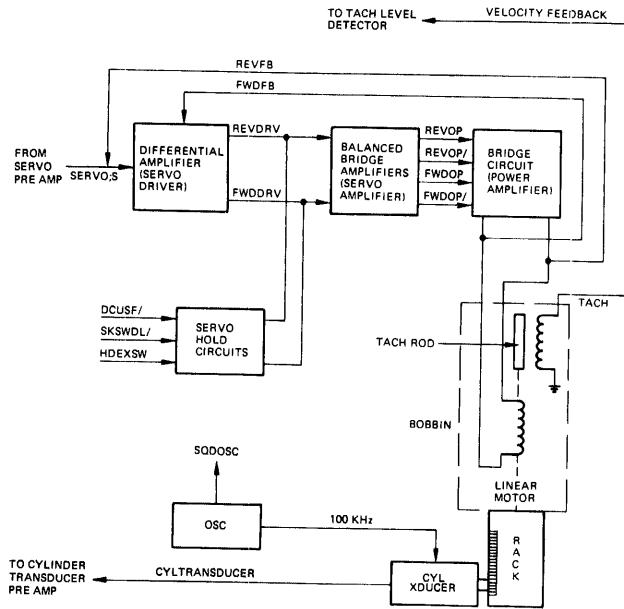 TO TACH LEVEL
DETECTOR
VELOCITY FEEDBACK
REVFB
FWDFB
FROM
SERVO
PRE AMP
SERVO;S
DIFFERENTIAL
AMPLIFIER
(SERVO
DRIVER)
REVDRV
FWDDRV
BALANCED
BRIDGE
AMPLIFIERS
(SERVO
AMPLIFIER)
REVOP
REVOP/
FWDOP
FWDOP/
BRIDGE
CIRCUIT
(POWER
AMPLIFIER)
DCUSF/
SKSWDL/
HDEXSW
SERVO
HOLD
CIRCUITS
TACH
TACH ROD
BOBBIN
LINEAR
MOTOR
SQDOSC
OSC
100 KHz
RACK
TO CYLINDER
TRANSDUCER
PRE AMP
CYLTRANSDUCER
CYL
XDUCER